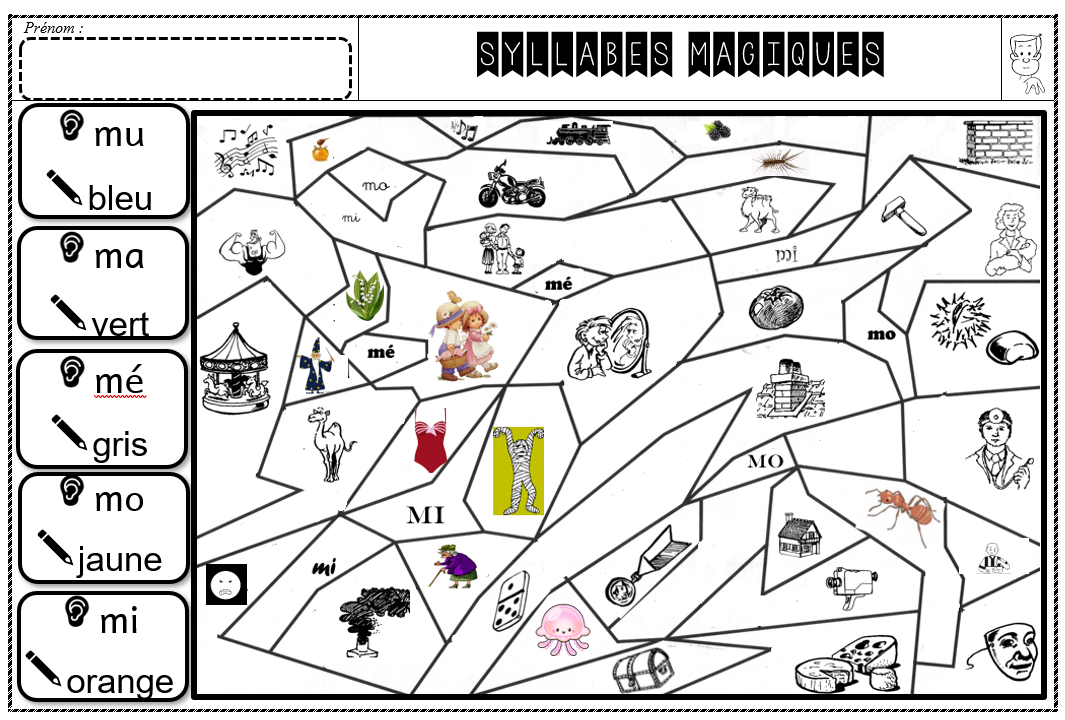 Prénom :
SYLLABES MAGIQUES
mu
bleu
ma
vert
mé
gris
mo
jaune
mi
orange
mo
mi
mi
mé
mo
mé
MO
MI
mi